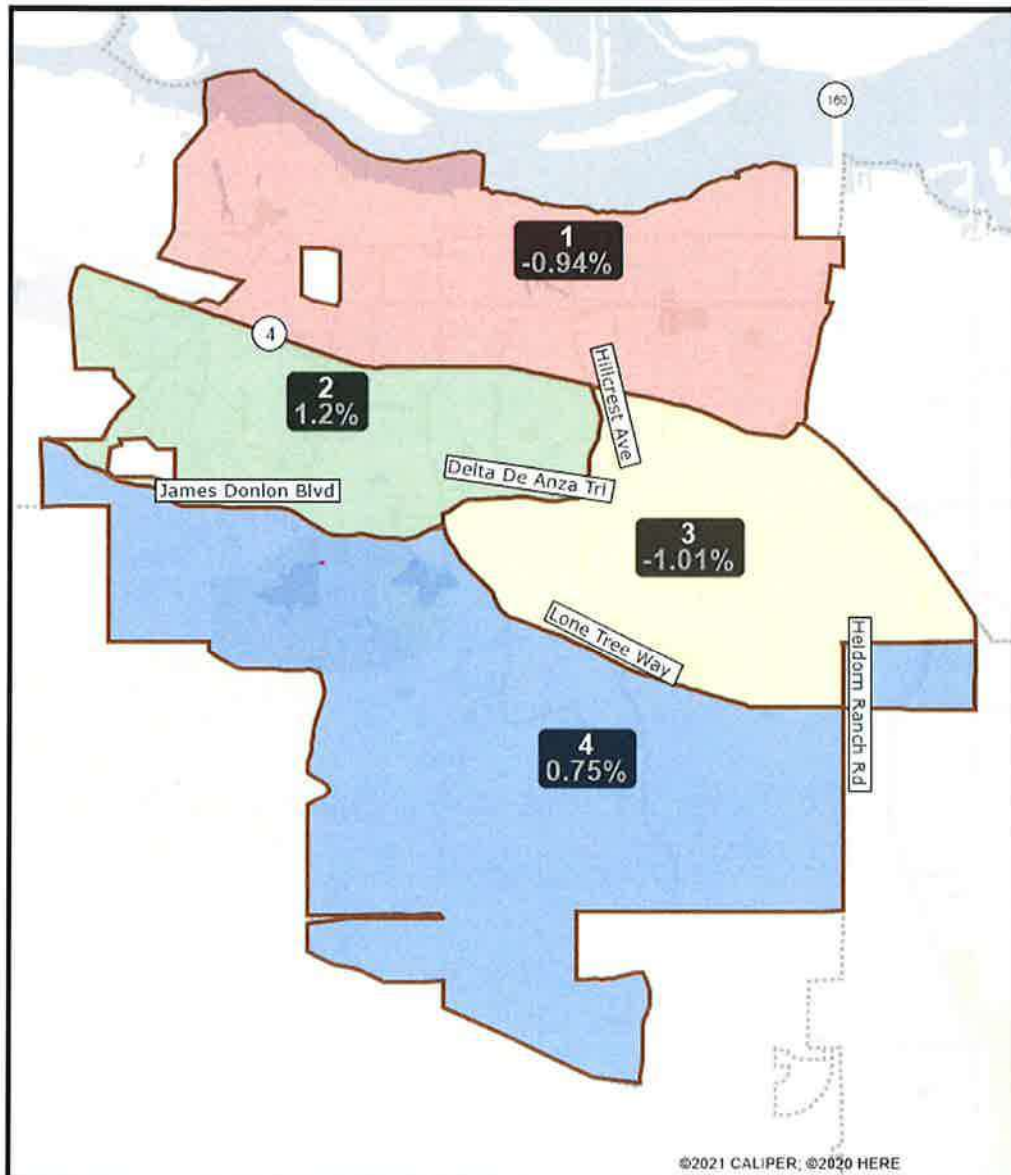 160
1
-0.94%
4
Hillcrest Ave
2
1.2%
Delta De Anza Trl
James Donlon Blvd
3
-1.01%
Lone Tree Way
Heidorn Ranch Rd
4
0.75%
©2021 CALIPER; ©2020 HERE